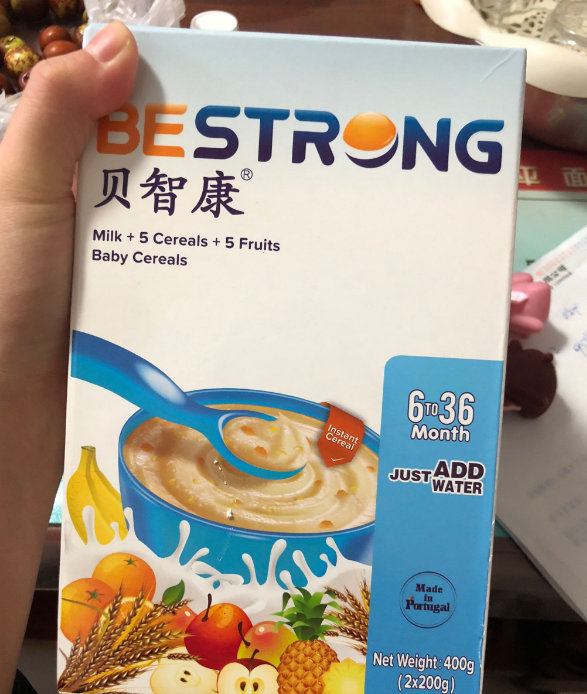 BESTRONG
贝智康®
Milk + 5 Cereals + 5 Fruits
Baby Cereals
Instant
Cereal
6 TO 36
Month
JUST ADD
WATER
Made
in
Portugal
Net Weight: 400g
(2x200g)